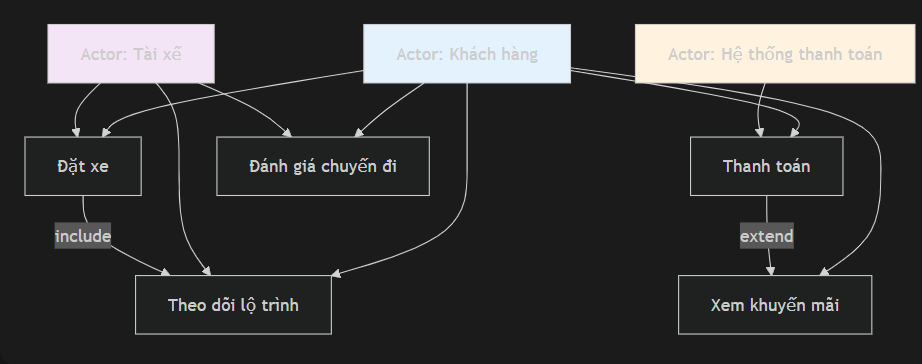 Actor: Tài xế
Actor: Khách hàng
Actor: Hệ thống thanh toán
Đặt xe
Đánh giá chuyến đi
Thanh toán
include
extend
Theo dõi lộ trình
Xem khuyến mãi